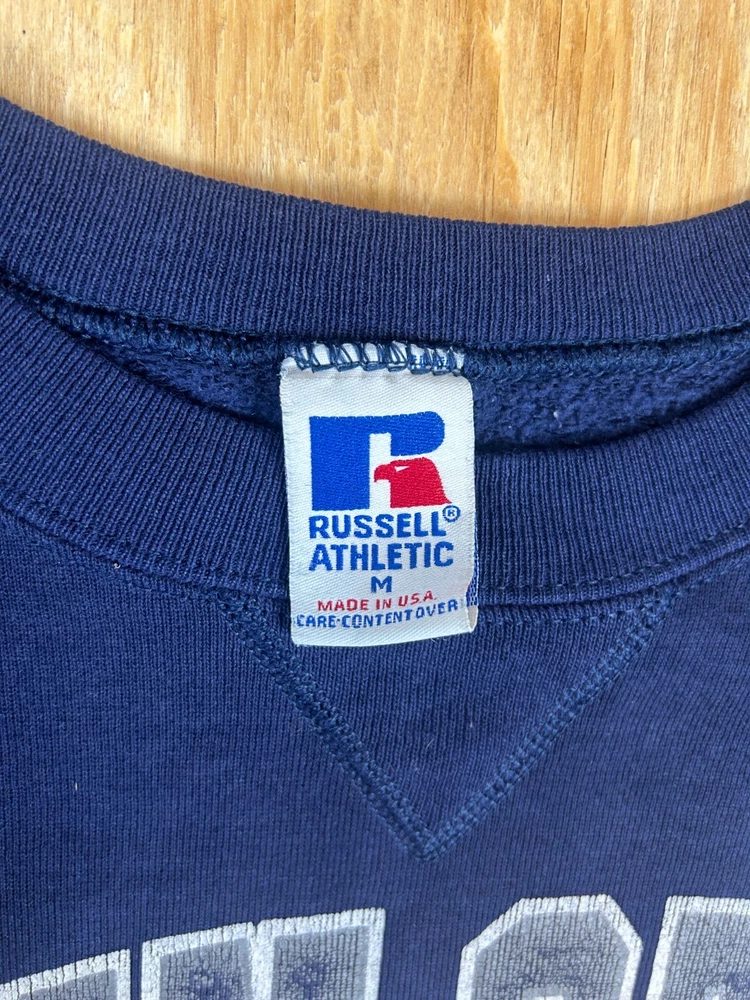 RUSSELL®
ATHLETIC
M
MADE IN U.S.A.
CARE-CONTENT OVER